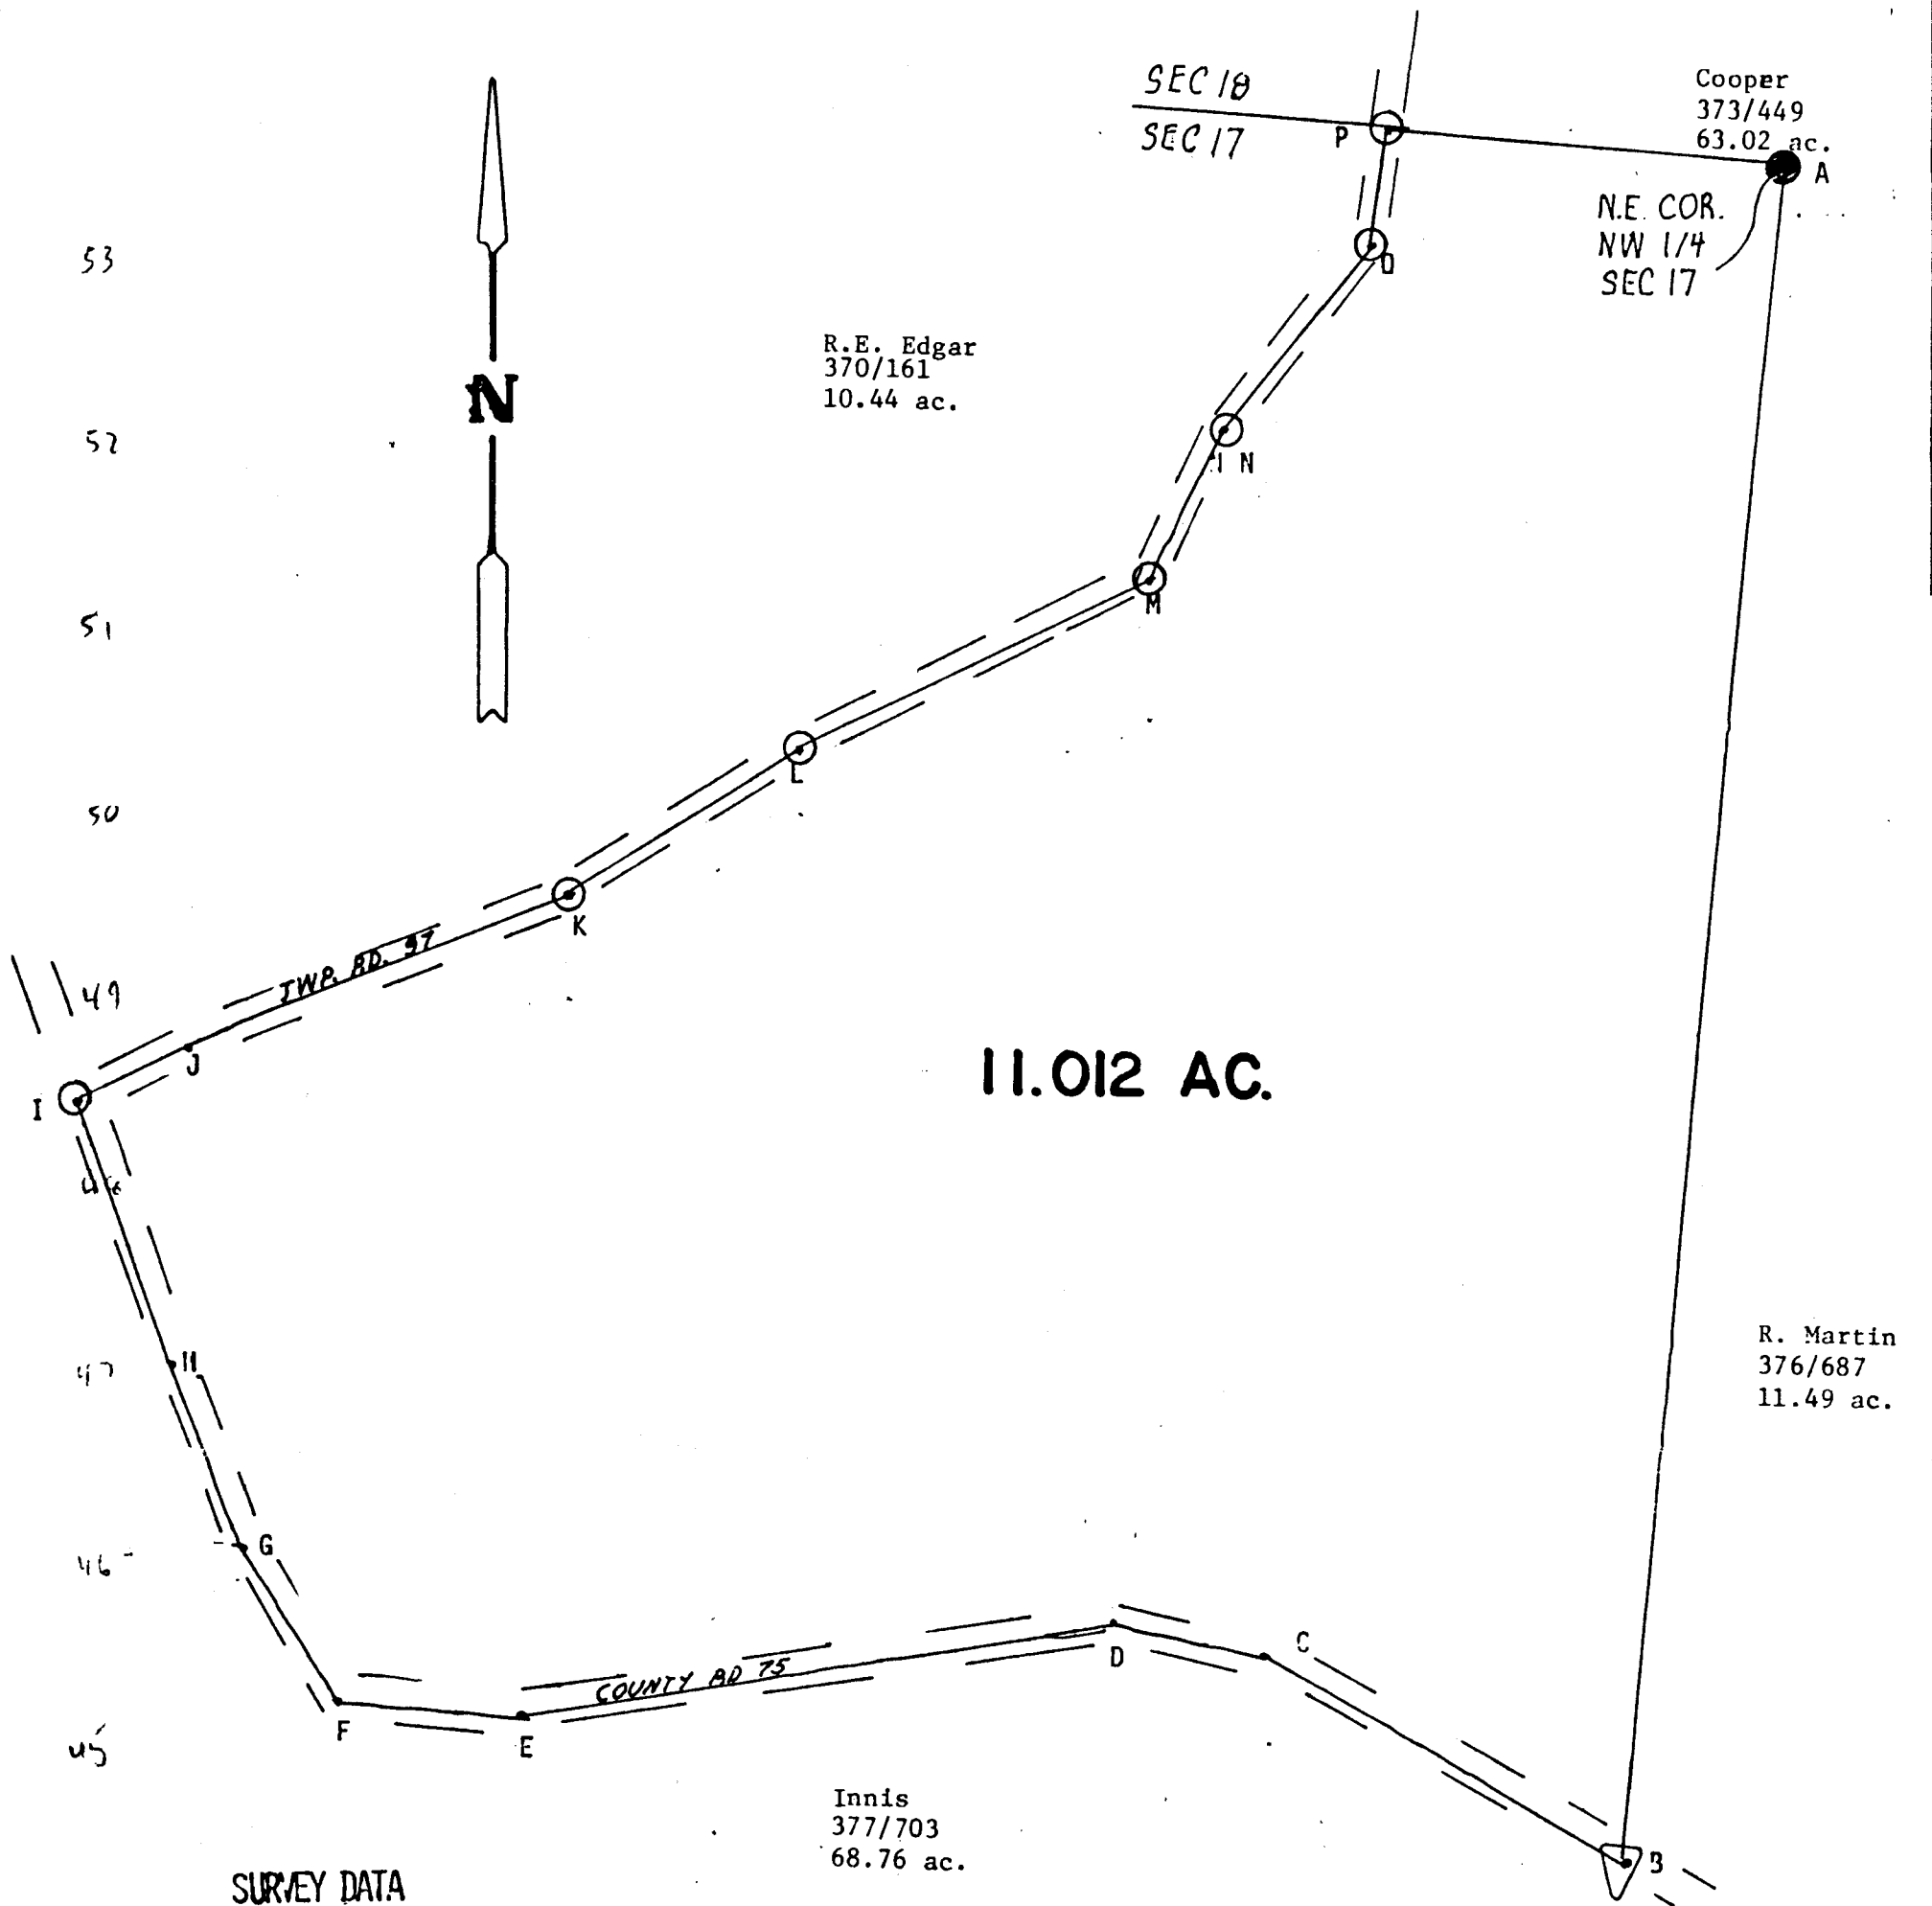 SEC 18
SEC 17
P
Cooper
373/449
63.02 ac.
A
N.E. COR.
NW 1/4
SEC 17
O
53
R.E. Edgar
370/161
10.44 ac.
N
52
N
51
M
L
50
K
TWP. RD. 97
49
J
I
11.012 AC.
R. Martin
376/687
11.49 ac.
47
H
46
G
C
D
COUNTY RD 75
F
E
45
Innis
377/703
68.76 ac.
B
SURVEY DATA